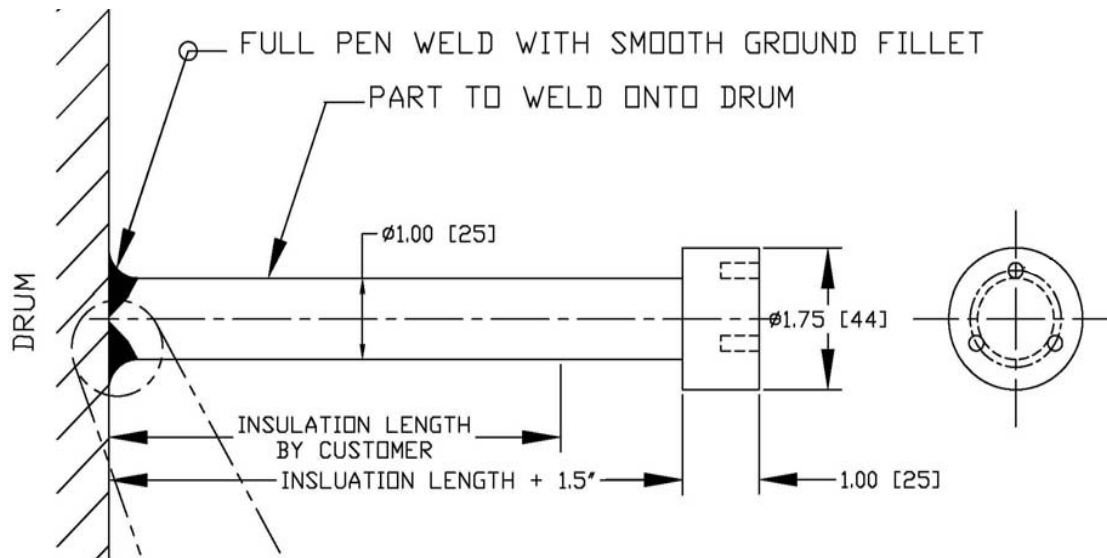 FULL PEN WELD WITH SMOOTH GROUND FILLET
PART TO WELD ONTO DRUM
ø1.00 [25]
DRUM
ø1.75 [44]
INSULATION LENGTH
BY CUSTOMER
INSLUATION LENGTH + 1.5"
1.00 [25]